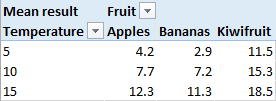 Mean result Fruit
Temperature Apples Bananas Kiwifruit
5 4.2 2.9 11.5
10 7.7 7.2 15.3
15 12.3 11.3 18.5